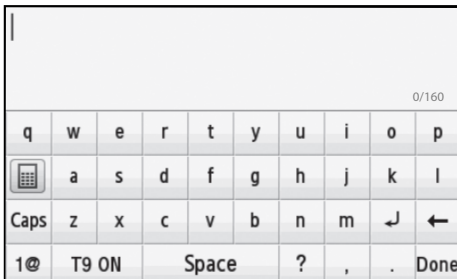 0/160
q w e r t y u i o p
a s d f g h j k l
Caps z x c v b n m
1@ T9 ON Space ? , . Done